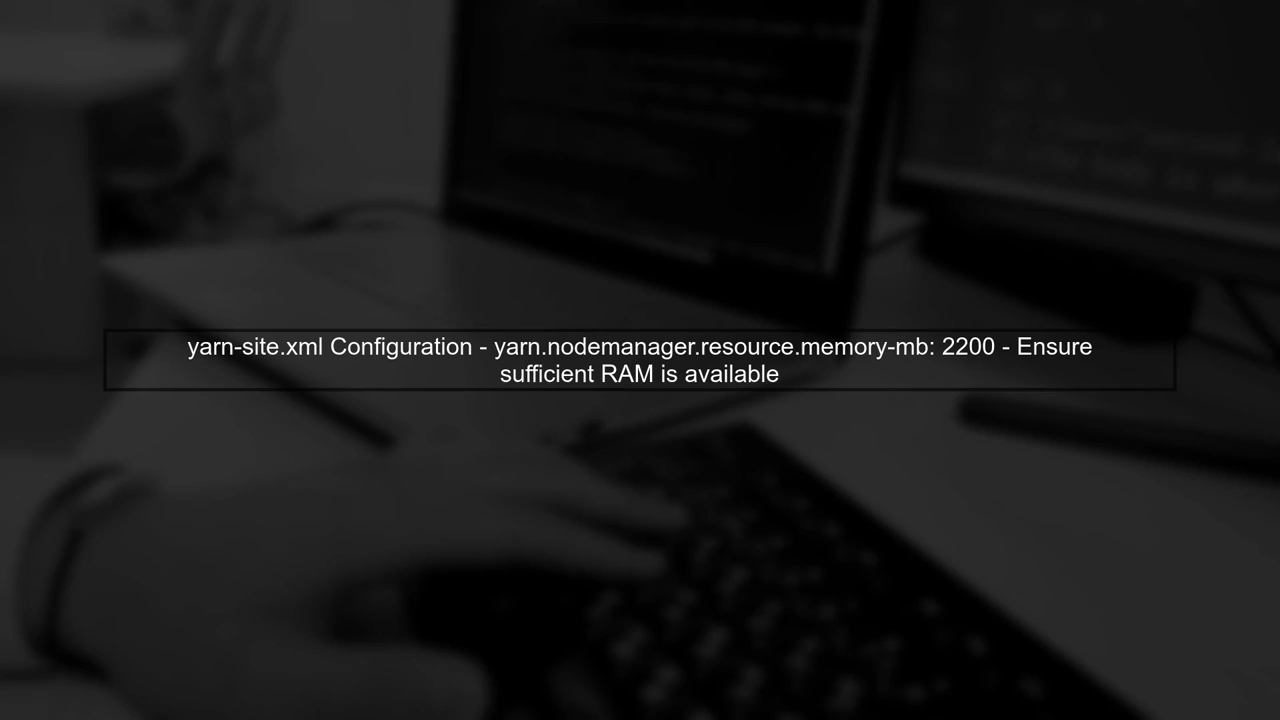 yarn-site.xml Configuration - yarn.nodemanager.resource.memory-mb: 2200 - Ensure
sufficient RAM is available